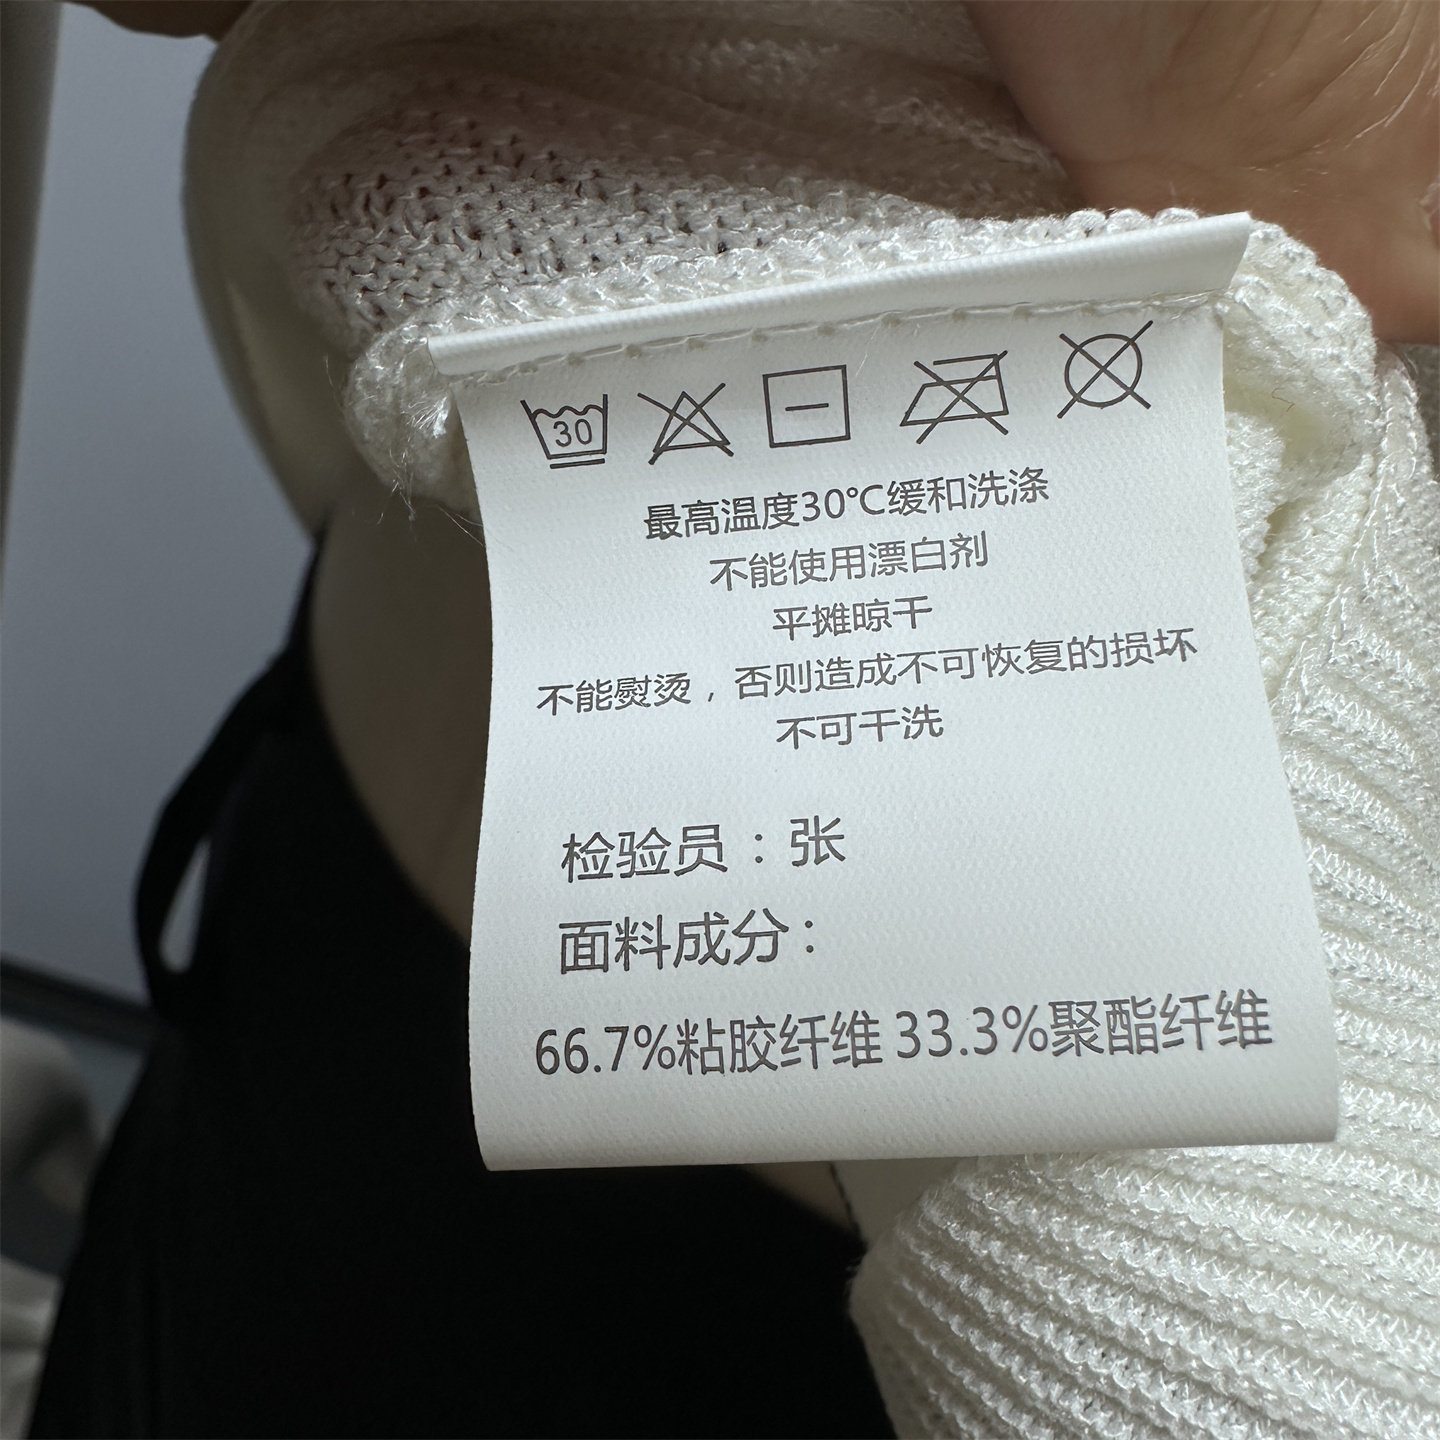 30
最高温度30℃缓和洗涤
不能使用漂白剂
平摊晾干
不能熨烫，否则造成不可恢复的损坏
不可干洗
检验员：张
面料成分：
66.7%粘胶纤维 33.3%聚酯纤维